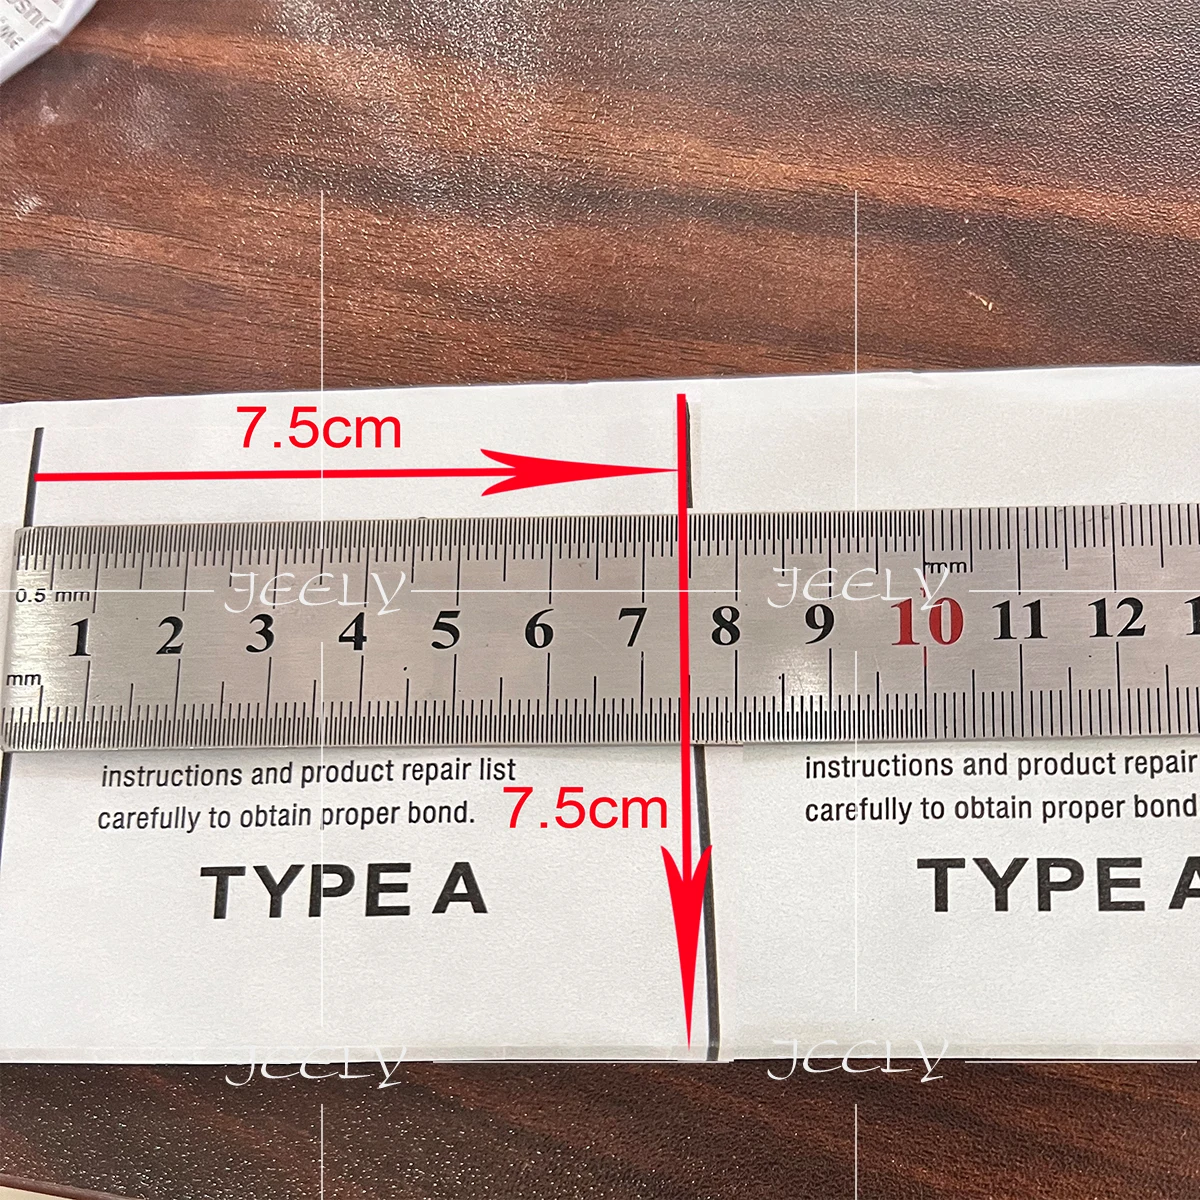 7.5cm
0.5 mm
mm
1 2 3 4 5 6 7 8 9 10 11 12
mm
instructions and product repair list
carefully to obtain proper bond.
7.5cm
TYPE A
instructions and product repair
carefully to obtain proper bond
TYPE A
JEELY JEELY
JEELY JEELY